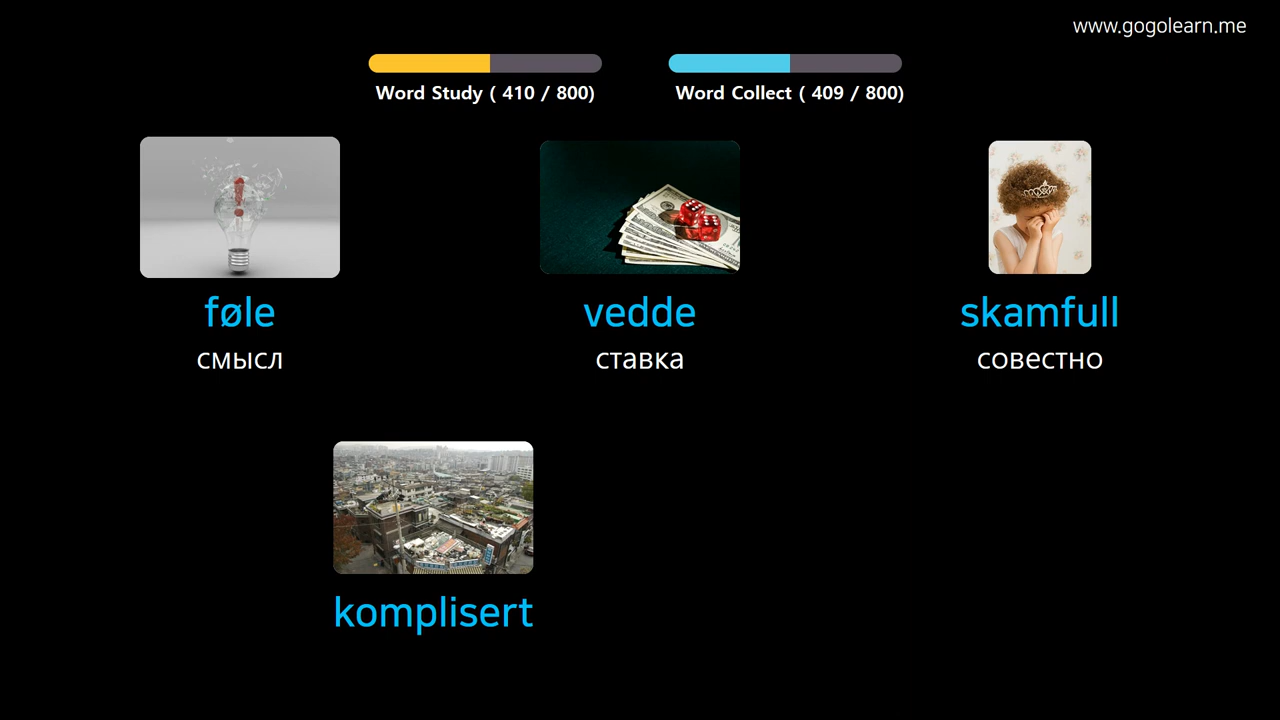 www.gogolearn.me
Word Study ( 410 / 800)
Word Collect ( 409 / 800)
føle
vedde
skamfull
смысл
ставка
совестно
komplisert